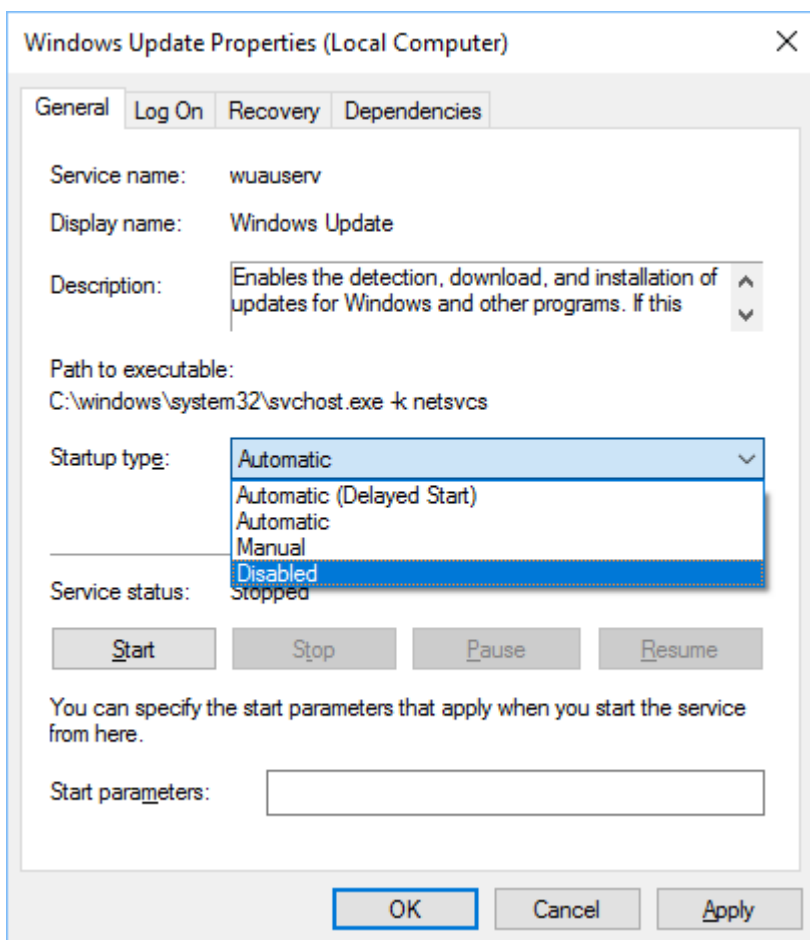 Windows Update Properties (Local Computer)
General Log On Recovery Dependencies
Service name: wuauserv
Display name: Windows Update
Description: Enables the detection, download, and installation of
updates for Windows and other programs. If this
Path to executable:
C:\windows\system32\svchost.exe -k netsvcs
Startup type: Automatic
Automatic (Delayed Start)
Automatic
Manual
Disabled
Service status: Stopped
Start Stop Pause Resume
You can specify the start parameters that apply when you start the service
from here.
Start parameters:
OK Cancel Apply